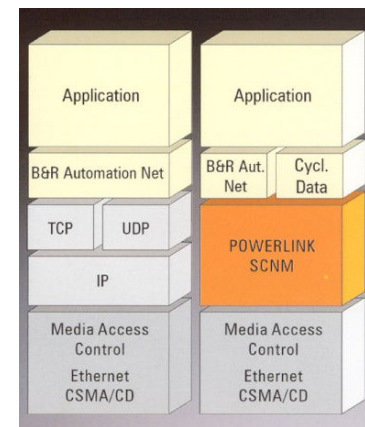 Application
B&R Automation Net
TCP
UDP
IP
Media Access
Control
Ethernet
CSMA/CD
Application
B&R Aut.
Net
Cycl.
Data
POWERLINK
SCNM
Media Access
Control
Ethernet
CSMA/CD